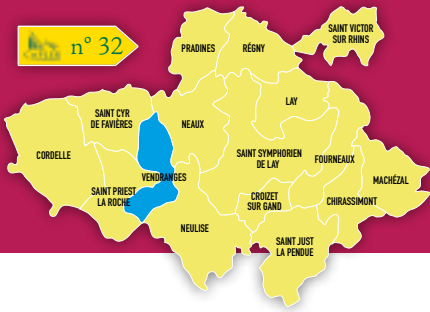 n° 32
SAINT VICTOR
SUR RHINS
PRADINES
RÉGNY
LAY
SAINT CYR
DE FAVIÈRES
NEAUX
CORDELLE
SAINT SYMPHORIEN
DE LAY
FOURNEAUX
MACHÉZAL
VENDRANGES
SAINT PRIEST
LA ROCHE
CROIZET
SUR GAND
CHIRASSIMONT
NEULISE
SAINT JUST
LA PENDUE